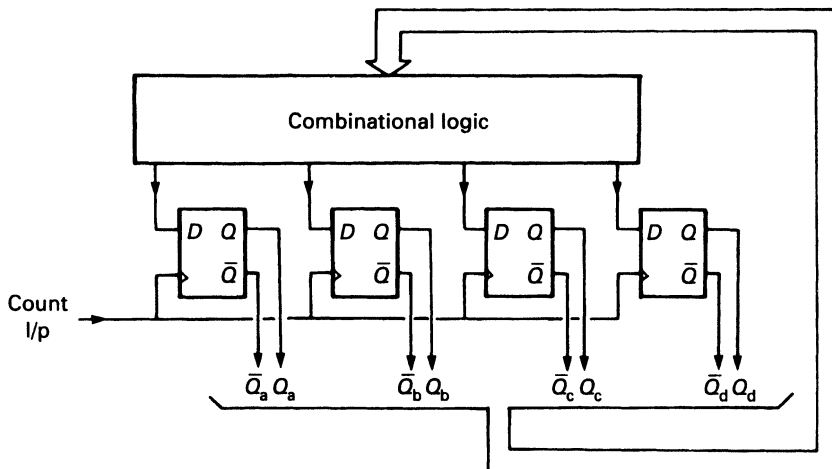 Combinational logic
D Q D Q D Q D Q
Q̅ Q̅ Q̅ Q̅
Count
I/p
Q̅a Qa Q̅b Qb Q̅c Qc Q̅d Qd